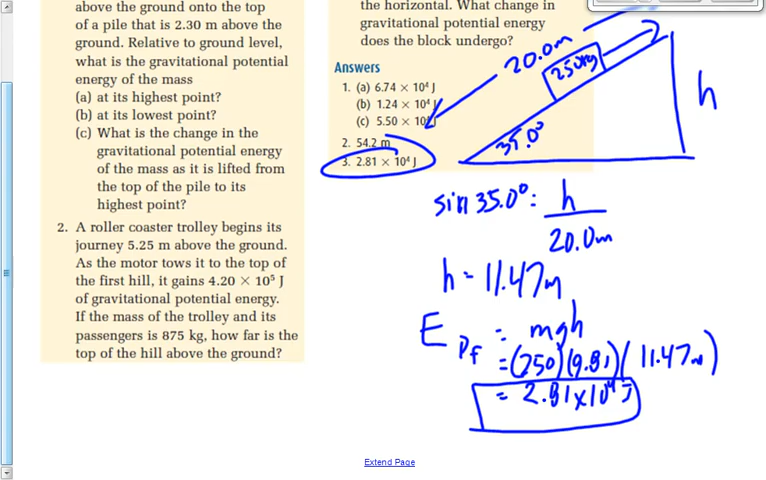 above the ground onto the top
of a pile that is 2.30 m above the
ground. Relative to ground level,
what is the gravitational potential
energy of the mass
(a) at its highest point?
(b) at its lowest point?
(c) What is the change in the
gravitational potential energy
of the mass as it is lifted from
the top of the pile to its
highest point?
2. A roller coaster trolley begins its
journey 5.25 m above the ground.
As the motor tows it to the top of
the first hill, it gains 4.20 × 10⁵ J
of gravitational potential energy.
If the mass of the trolley and its
passengers is 875 kg, how far is the
top of the hill above the ground?
the horizontal. What change in
gravitational potential energy
does the block undergo?
Answers
1. (a) 6.74 × 10⁴ J
(b) 1.24 × 10⁴ J
(c) 5.50 × 10⁴ J
2. 54.2 m
3. 2.81 × 10⁴ J
20.0m
250kg
h
35.0°
sin 35.0° = h / 20.0m
h = 11.47m
E Pf = mgh
= (250)(9.81)(11.47m)
= 2.81 x 10⁴ J
Extend Page